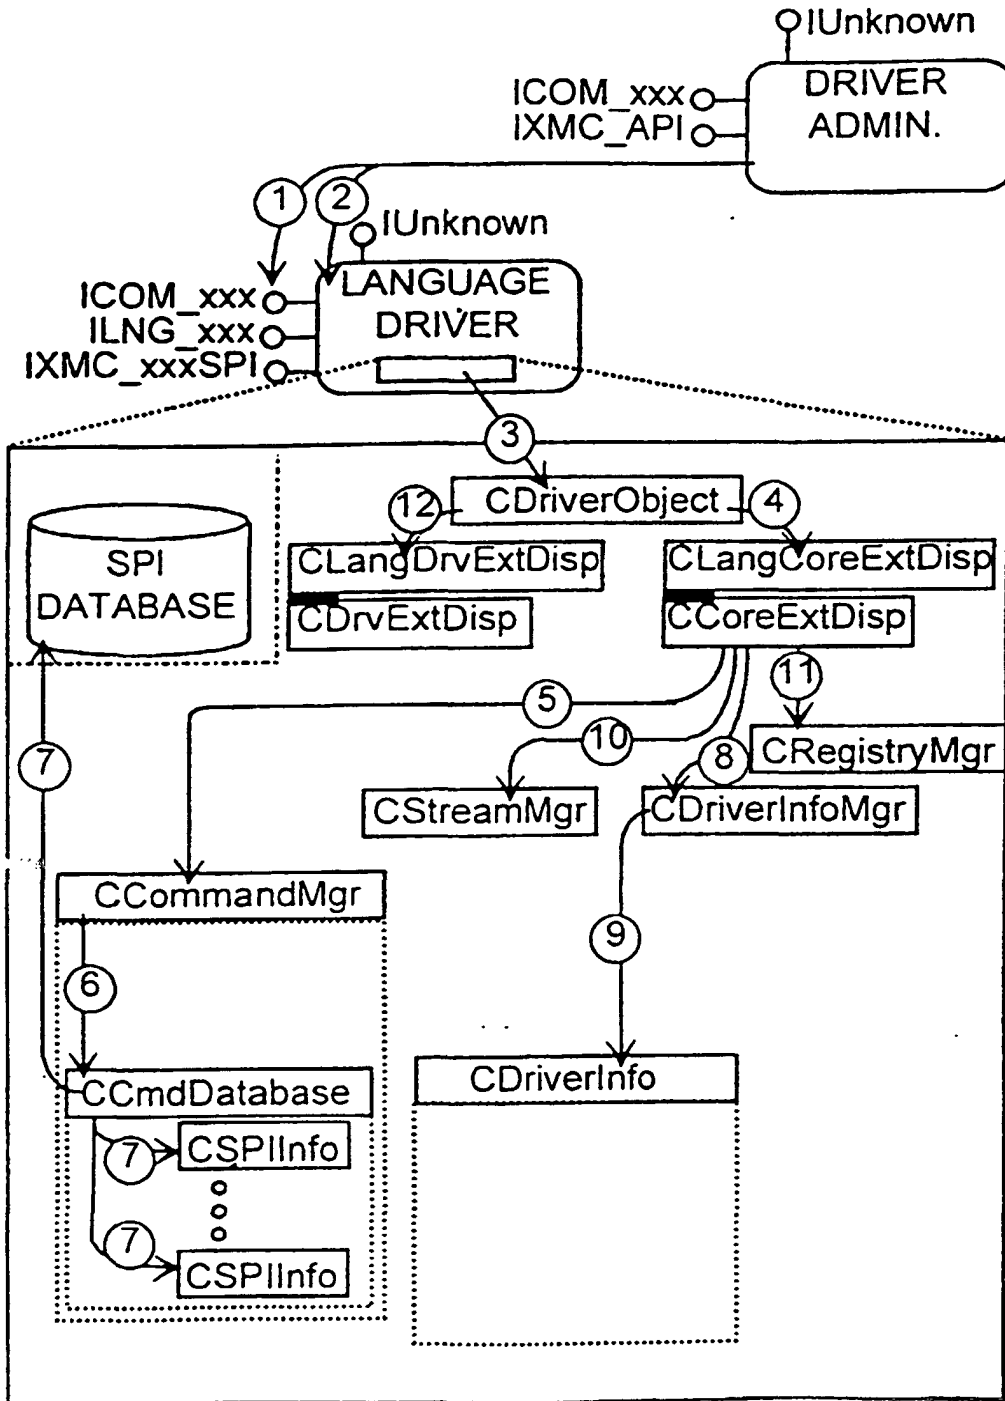 IUnknown
DRIVER
ADMIN.
ICOM_xxx
IXMC_API
1
2
IUnknown
LANGUAGE
DRIVER
ICOM_xxx
ILNG_xxx
IXMC_xxxSPI
3
CDriverObject
12
4
CLangDrvExtDisp
CDrvExtDisp
CLangCoreExtDisp
CCoreExtDisp
SPI
DATABASE
5
10
8
11
7
CRegistryMgr
CStreamMgr
CDriverInfoMgr
CCommandMgr
9
6
CCmdDatabase
CDriverInfo
7
CSPIInfo
7
CSPIInfo